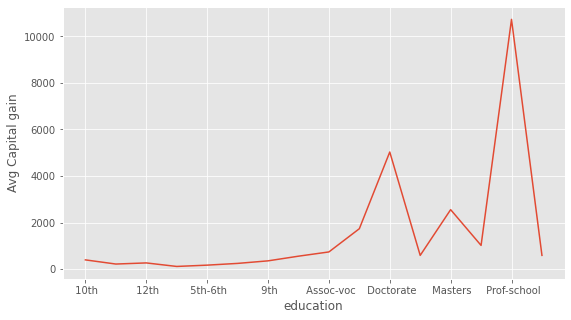 10000
8000
6000
4000
2000
0
Avg Capital gain
10th 12th 5th-6th 9th Assoc-voc Doctorate Masters Prof-school
education